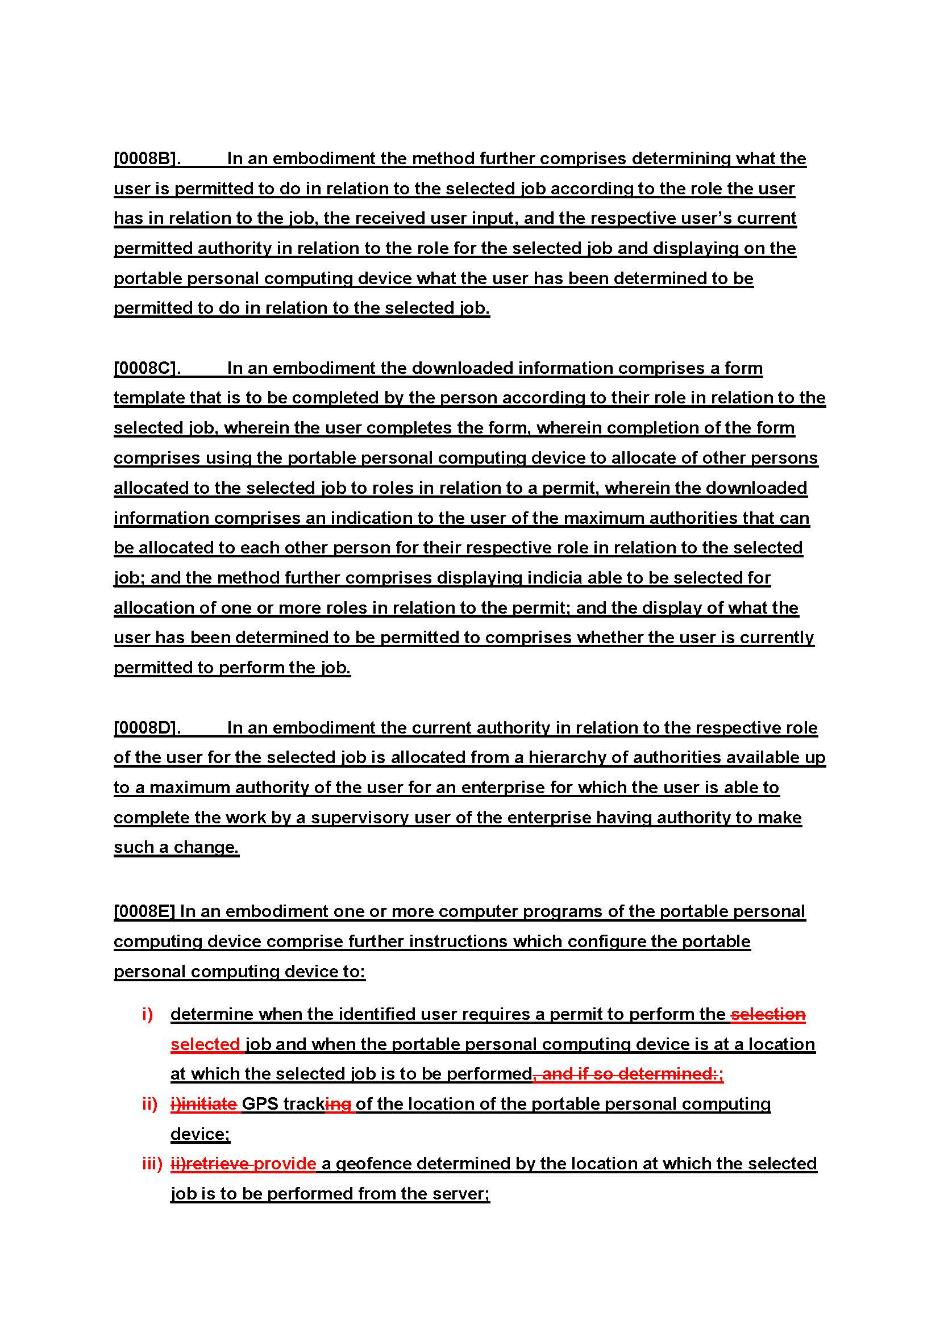 [0008B]. In an embodiment the method further comprises determining what the
user is permitted to do in relation to the selected job according to the role the user
has in relation to the job, the received user input, and the respective user’s current
permitted authority in relation to the role for the selected job and displaying on the
portable personal computing device what the user has been determined to be
permitted to do in relation to the selected job.
[0008C]. In an embodiment the downloaded information comprises a form
template that is to be completed by the person according to their role in relation to the
selected job, wherein the user completes the form, wherein completion of the form
comprises using the portable personal computing device to allocate of other persons
allocated to the selected job to roles in relation to a permit, wherein the downloaded
information comprises an indication to the user of the maximum authorities that can
be allocated to each other person for their respective role in relation to the selected
job; and the method further comprises displaying indicia able to be selected for
allocation of one or more roles in relation to the permit; and the display of what the
user has been determined to be permitted to comprises whether the user is currently
permitted to perform the job.
[0008D]. In an embodiment the current authority in relation to the respective role
of the user for the selected job is allocated from a hierarchy of authorities available up
to a maximum authority of the user for an enterprise for which the user is able to
complete the work by a supervisory user of the enterprise having authority to make
such a change.
[0008E] In an embodiment one or more computer programs of the portable personal
computing device comprise further instructions which configure the portable
personal computing device to:
i) determine when the identified user requires a permit to perform the selection
selected job and when the portable personal computing device is at a location
at which the selected job is to be performed, and if so determined:;
ii) i)initiate GPS tracking of the location of the portable personal computing
device;
iii) ii)retrieve provide a geofence determined by the location at which the selected
job is to be performed from the server;